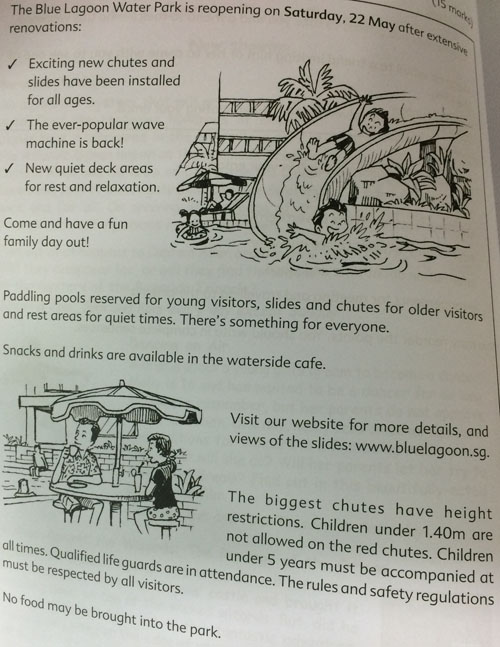 (15 marks)
The Blue Lagoon Water Park is reopening on Saturday, 22 May after extensive
renovations:
✓ Exciting new chutes and
slides have been installed
for all ages.
✓ The ever-popular wave
machine is back!
✓ New quiet deck areas
for rest and relaxation.
Come and have a fun
family day out!
Paddling pools reserved for young visitors, slides and chutes for older visitors
and rest areas for quiet times. There's something for everyone.
Snacks and drinks are available in the waterside cafe.
Visit our website for more details, and
views of the slides: www.bluelagoon.sg.
The biggest chutes have height
restrictions. Children under 1.40m are
not allowed on the red chutes. Children
under 5 years must be accompanied at
all times. Qualified life guards are in attendance. The rules and safety regulations
must be respected by all visitors.
No food may be brought into the park.